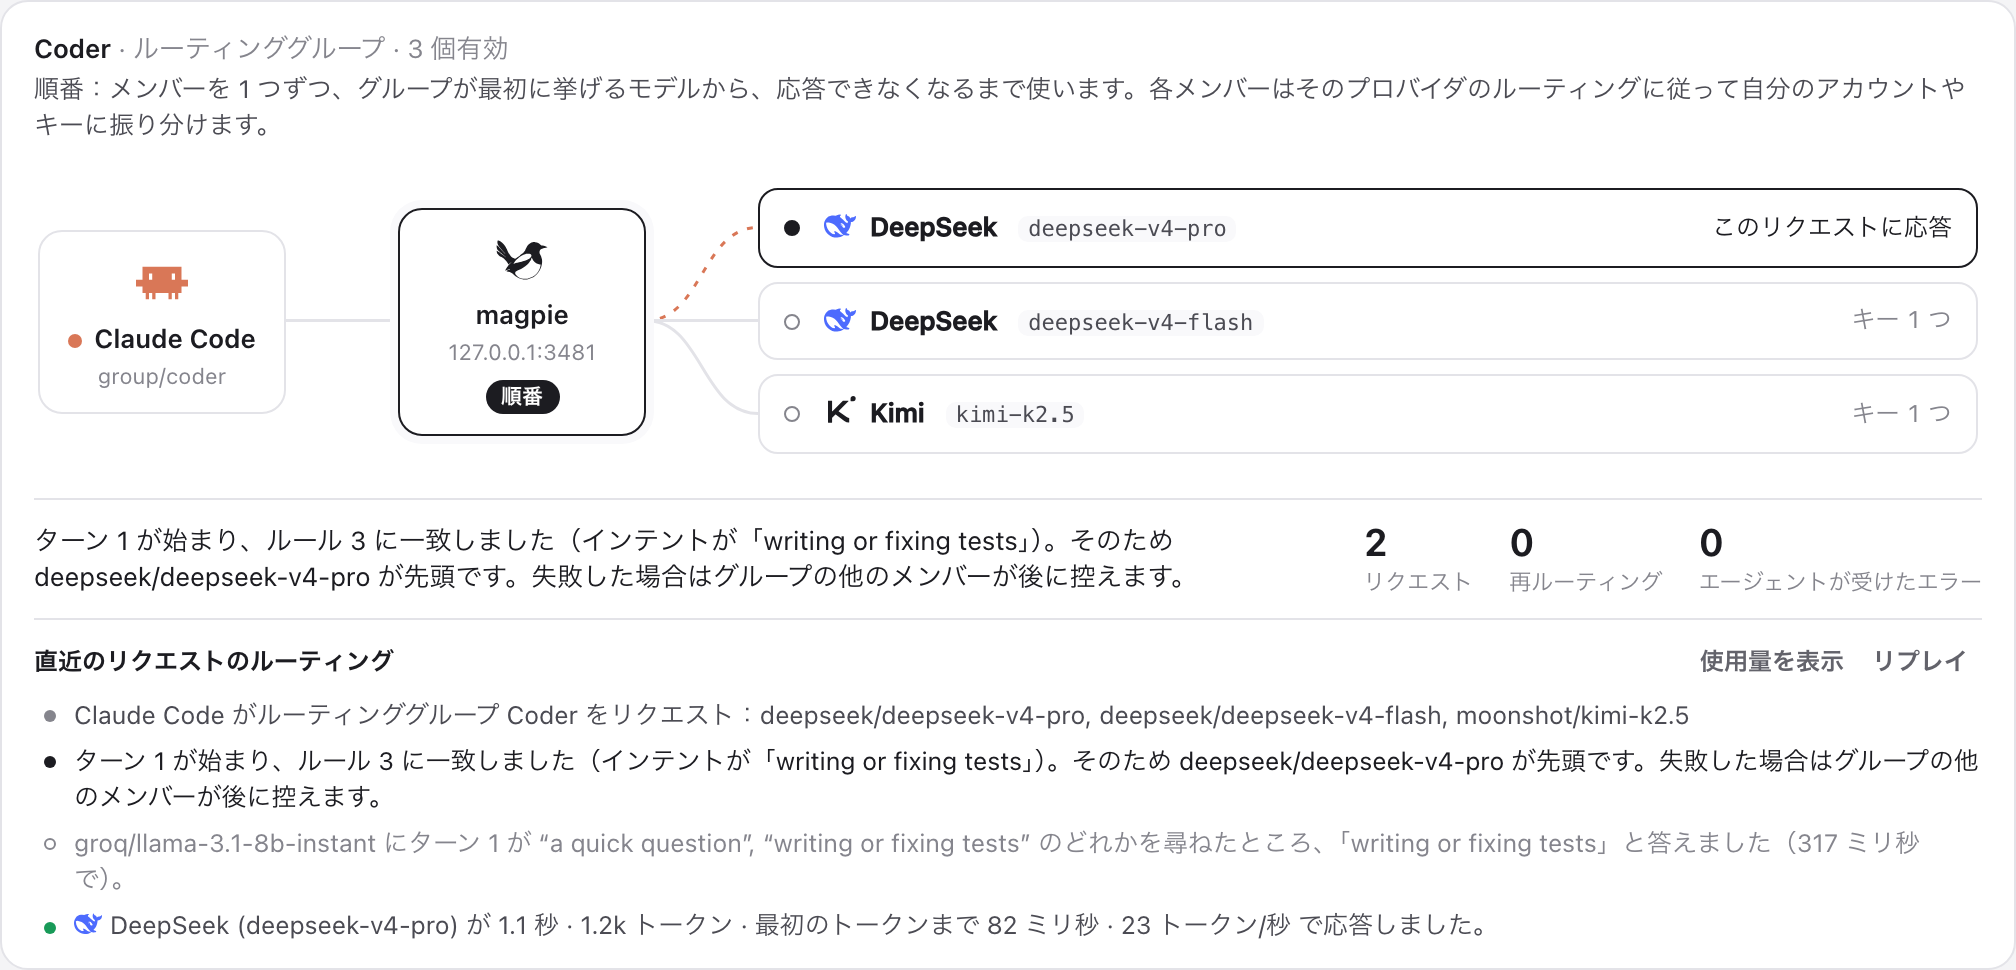 Coder · ルーティンググループ · 3 個有効
順番：メンバーを 1 つずつ、グループが最初に挙げるモデルから、応答できなくなるまで使います。各メンバーはそのプロバイダのルーティングに従って自分のアカウントや
キーに振り分けます。
Claude Code
group/coder
magpie
127.0.0.1:3481
順番
DeepSeek deepseek-v4-pro このリクエストに応答
DeepSeek deepseek-v4-flash キー 1 つ
Kimi kimi-k2.5 キー 1 つ
ターン 1 が始まり、ルール 3 に一致しました（インテントが「writing or fixing tests」）。そのため
deepseek/deepseek-v4-pro が先頭です。失敗した場合はグループの他のメンバーが後に控えます。
2 0 0
リクエスト 再ルーティング エージェントが受けたエラー
直近のリクエストのルーティング 使用量を表示 リプレイ
Claude Code がルーティンググループ Coder をリクエスト：deepseek/deepseek-v4-pro, deepseek/deepseek-v4-flash, moonshot/kimi-k2.5
ターン 1 が始まり、ルール 3 に一致しました（インテントが「writing or fixing tests」）。そのため deepseek/deepseek-v4-pro が先頭です。失敗した場合はグループの他
のメンバーが後に控えます。
groq/llama-3.1-8b-instant にターン 1 が “a quick question”, “writing or fixing tests” のどれかを尋ねたところ、「writing or fixing tests」と答えました（317 ミリ秒
で）。
DeepSeek (deepseek-v4-pro) が 1.1 秒 · 1.2k トークン · 最初のトークンまで 82 ミリ秒 · 23 トークン/秒 で応答しました。